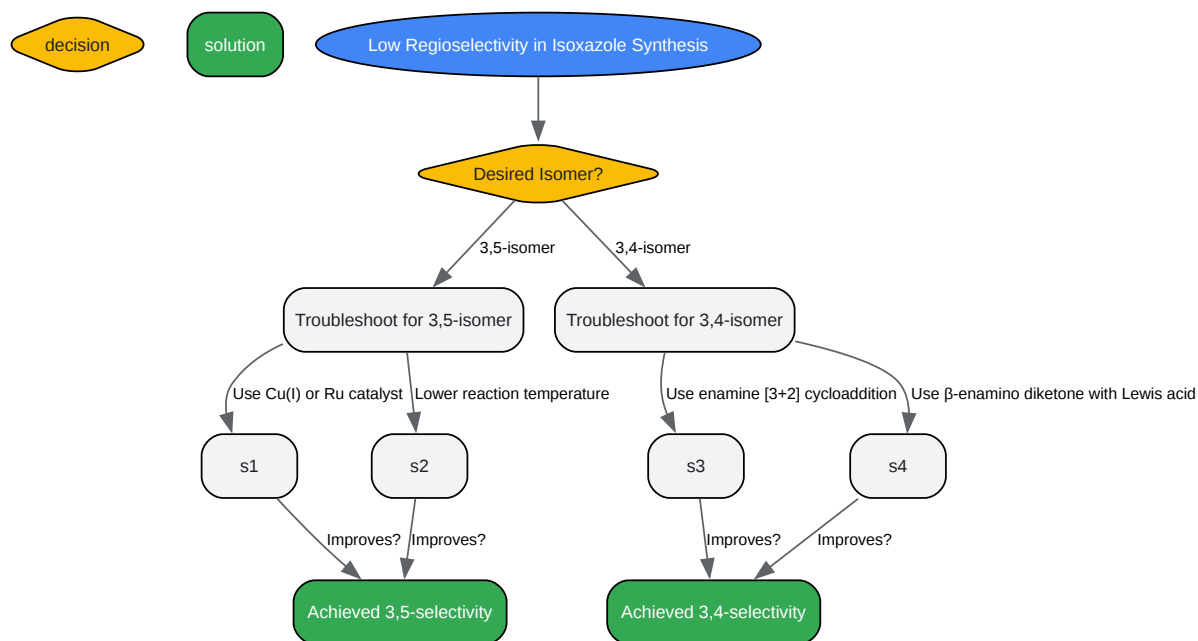 decision
solution
Low Regioselectivity in Isoxazole Synthesis
Desired Isomer?
3,5-isomer
3,4-isomer
Troubleshoot for 3,5-isomer
Troubleshoot for 3,4-isomer
Use Cu(I) or Ru catalyst
Lower reaction temperature
Use enamine [3+2] cycloaddition
Use β-enamino diketone with Lewis acid
s1
s2
s3
s4
Improves?
Improves?
Improves?
Improves?
Achieved 3,5-selectivity
Achieved 3,4-selectivity